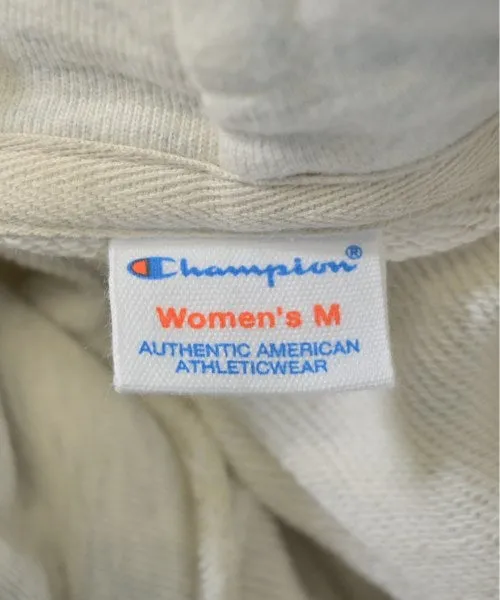 Champion®
Women's M
AUTHENTIC AMERICAN
ATHLETICWEAR